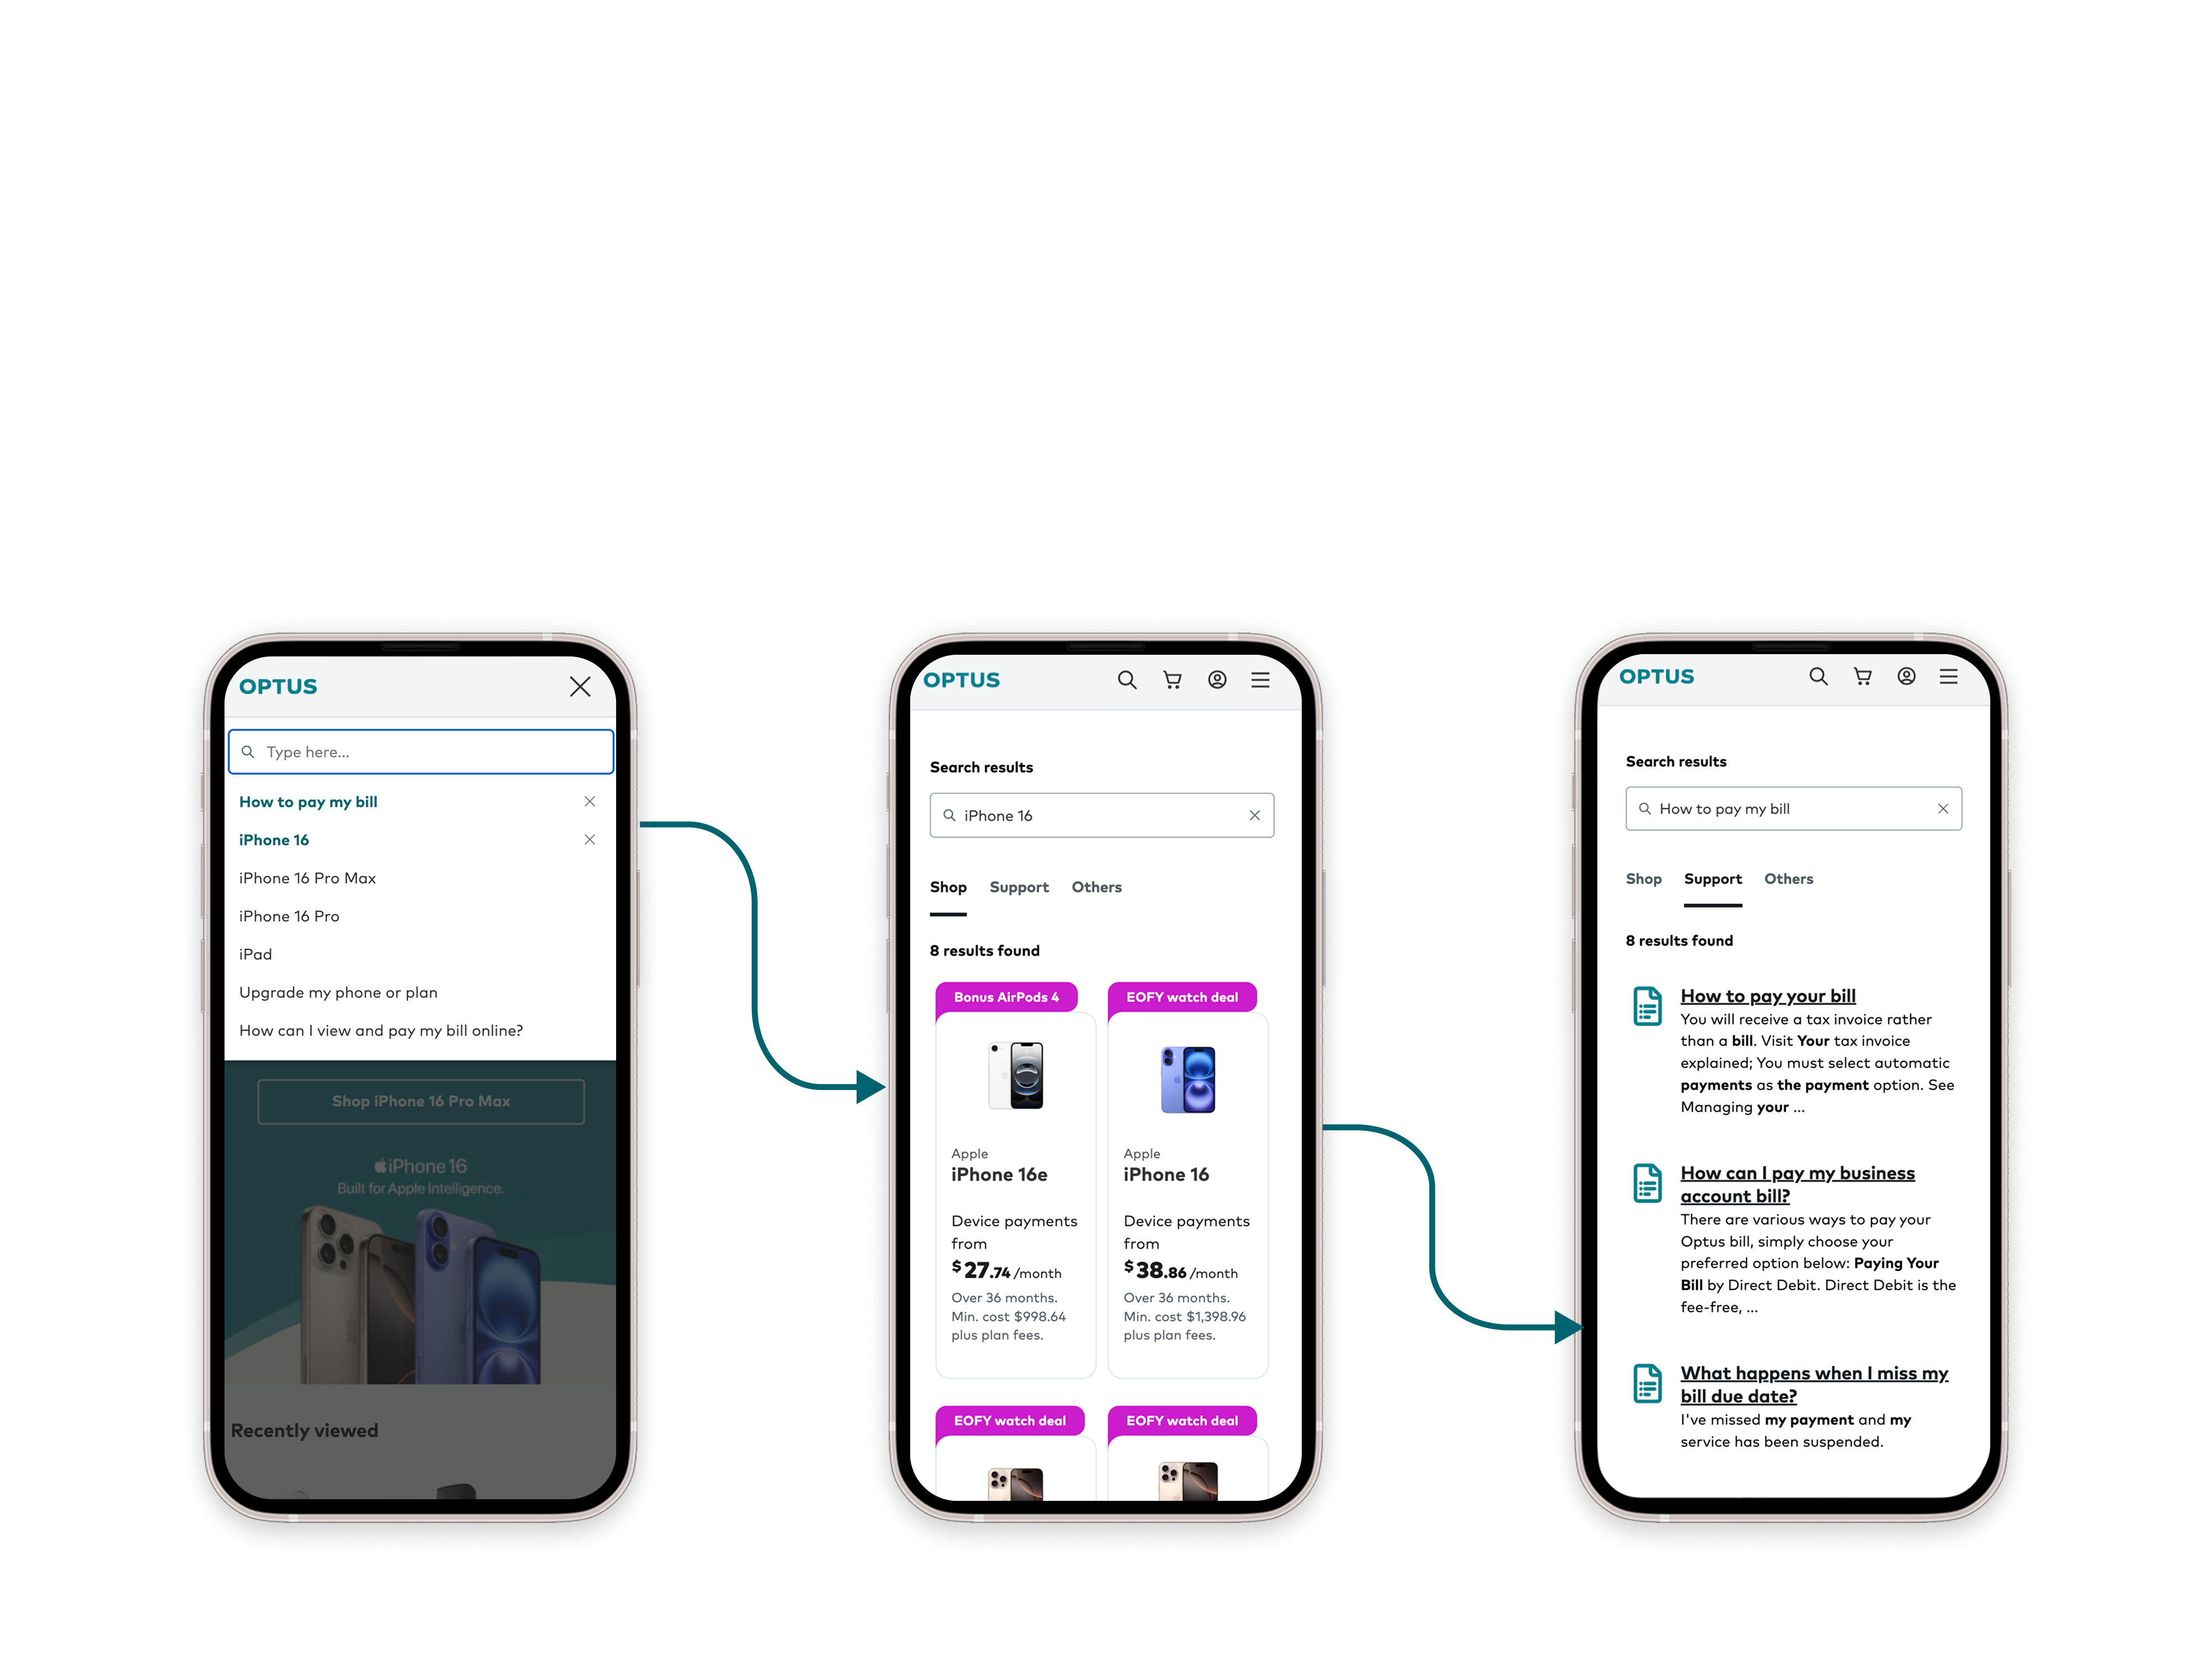 OPTUS
Type here...
How to pay my bill
iPhone 16
iPhone 16 Pro Max
iPhone 16 Pro
iPad
Upgrade my phone or plan
How can I view and pay my bill online?
Shop iPhone 16 Pro Max
iPhone 16
Built for Apple Intelligence.
Recently viewed
OPTUS
Search results
iPhone 16
Shop Support Others
8 results found
Bonus AirPods 4
Apple
iPhone 16e
Device payments
from
$27.74/month
Over 36 months.
Min. cost $998.64
plus plan fees.
EOFY watch deal
Apple
iPhone 16
Device payments
from
$38.86/month
Over 36 months.
Min. cost $1,398.96
plus plan fees.
EOFY watch deal
EOFY watch deal
OPTUS
Search results
How to pay my bill
Shop Support Others
8 results found
How to pay your bill
You will receive a tax invoice rather
than a bill. Visit Your tax invoice
explained; You must select automatic
payments as the payment option. See
Managing your ...
How can I pay my business
account bill?
There are various ways to pay your
Optus bill, simply choose your
preferred option below: Paying Your
Bill by Direct Debit. Direct Debit is the
fee-free, ...
What happens when I miss my
bill due date?
I've missed my payment and my
service has been suspended.